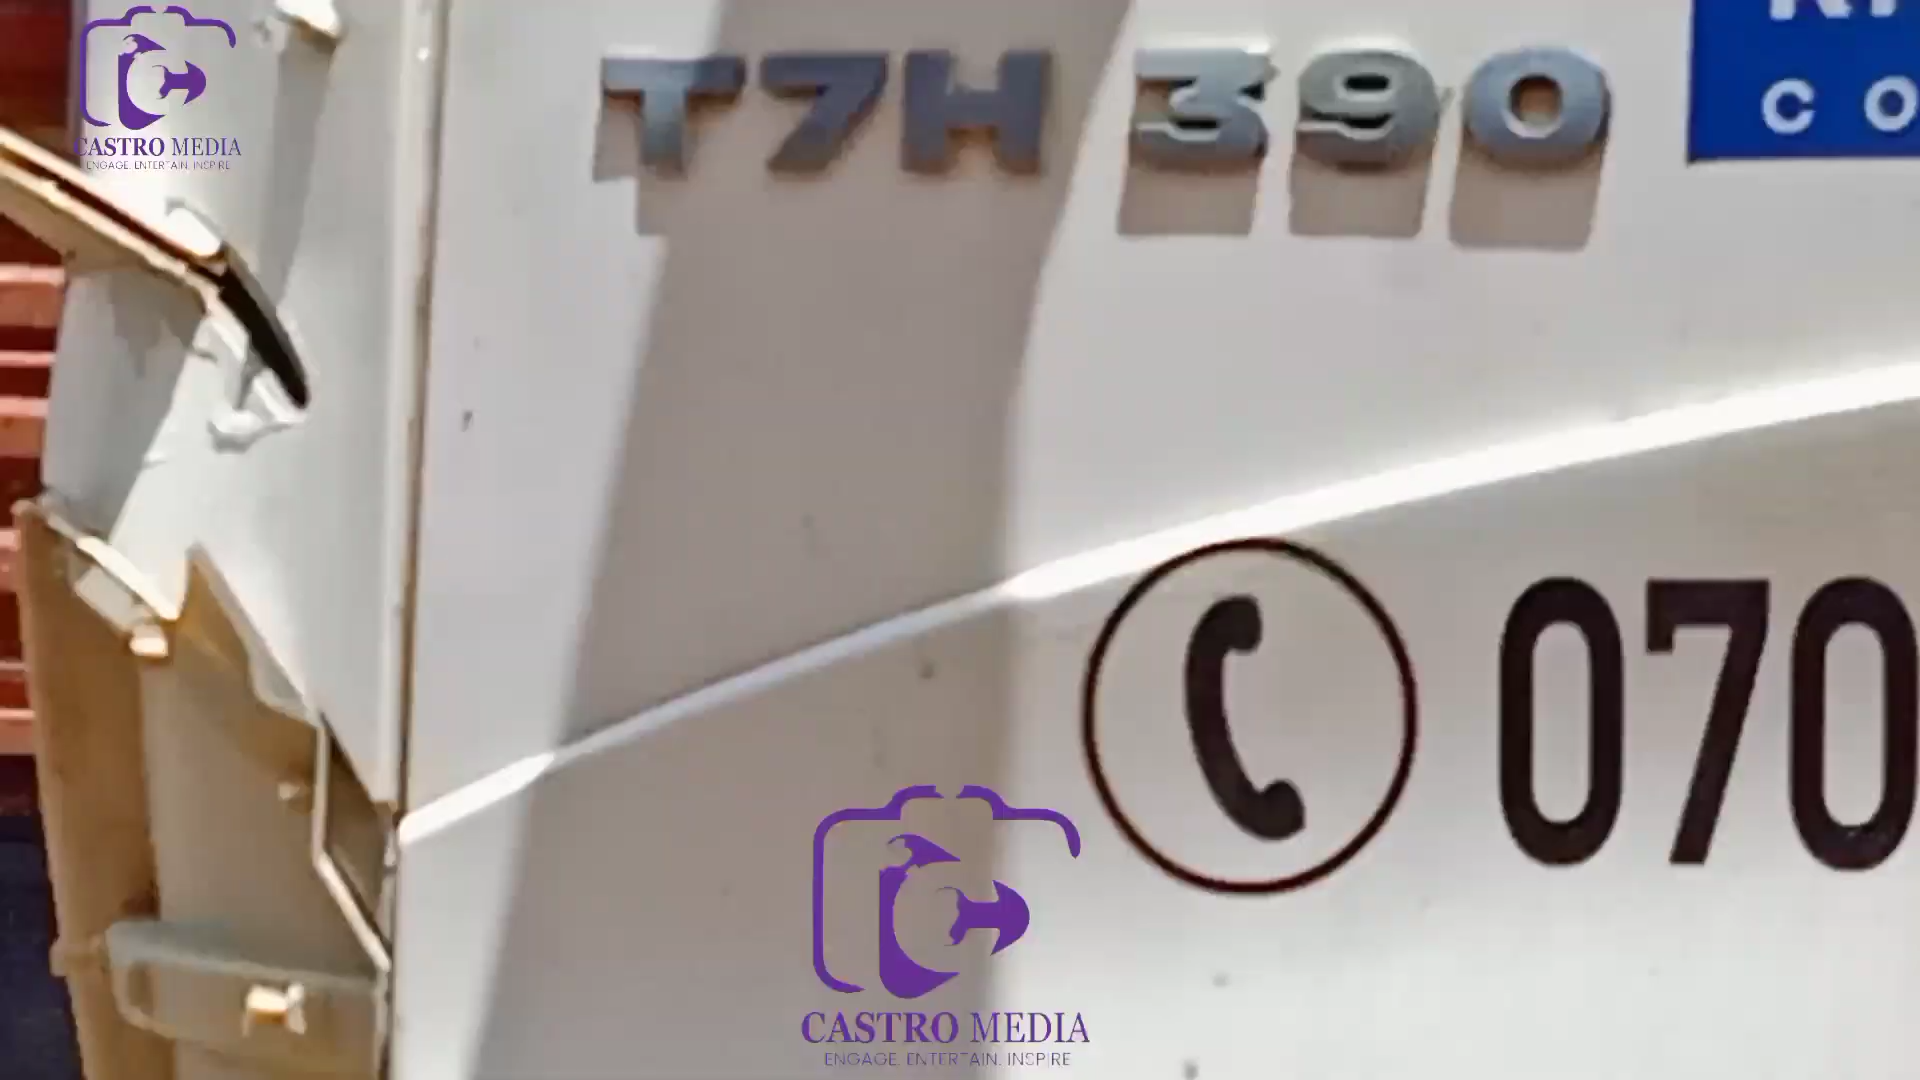 CASTRO MEDIA
ENGAGE. ENTERTAIN. INSPIRE
T7H 390
C O
070
CASTRO MEDIA
ENGAGE. ENTERTAIN. INSPIRE